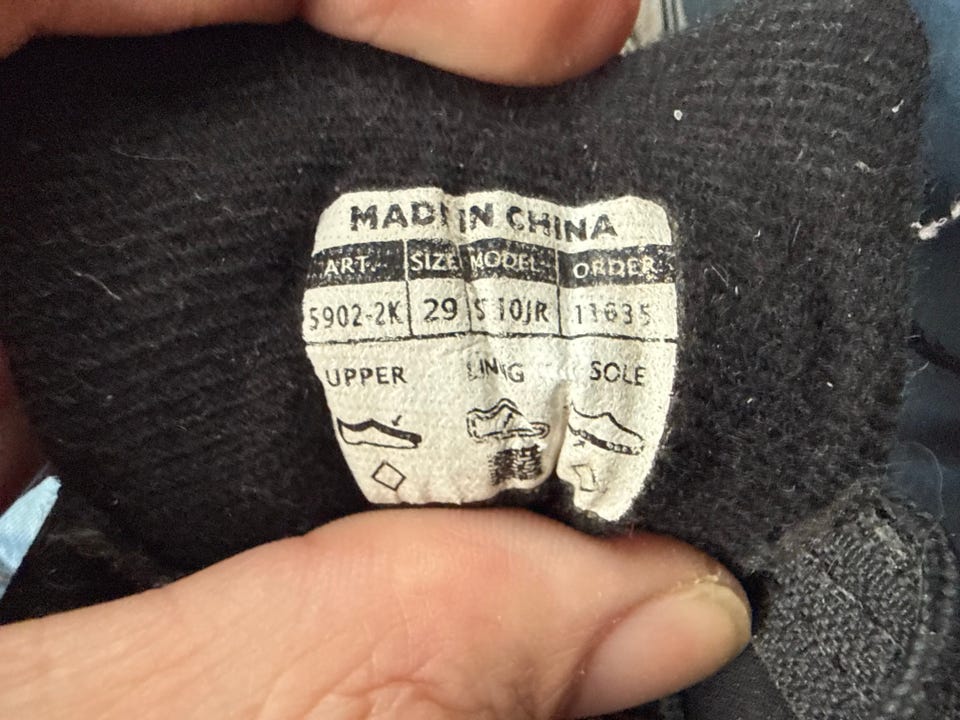 MADE IN CHINA
ART. SIZE MODEL ORDER
5902-2K 29 S 10JR 11635
UPPER LINING SOLE